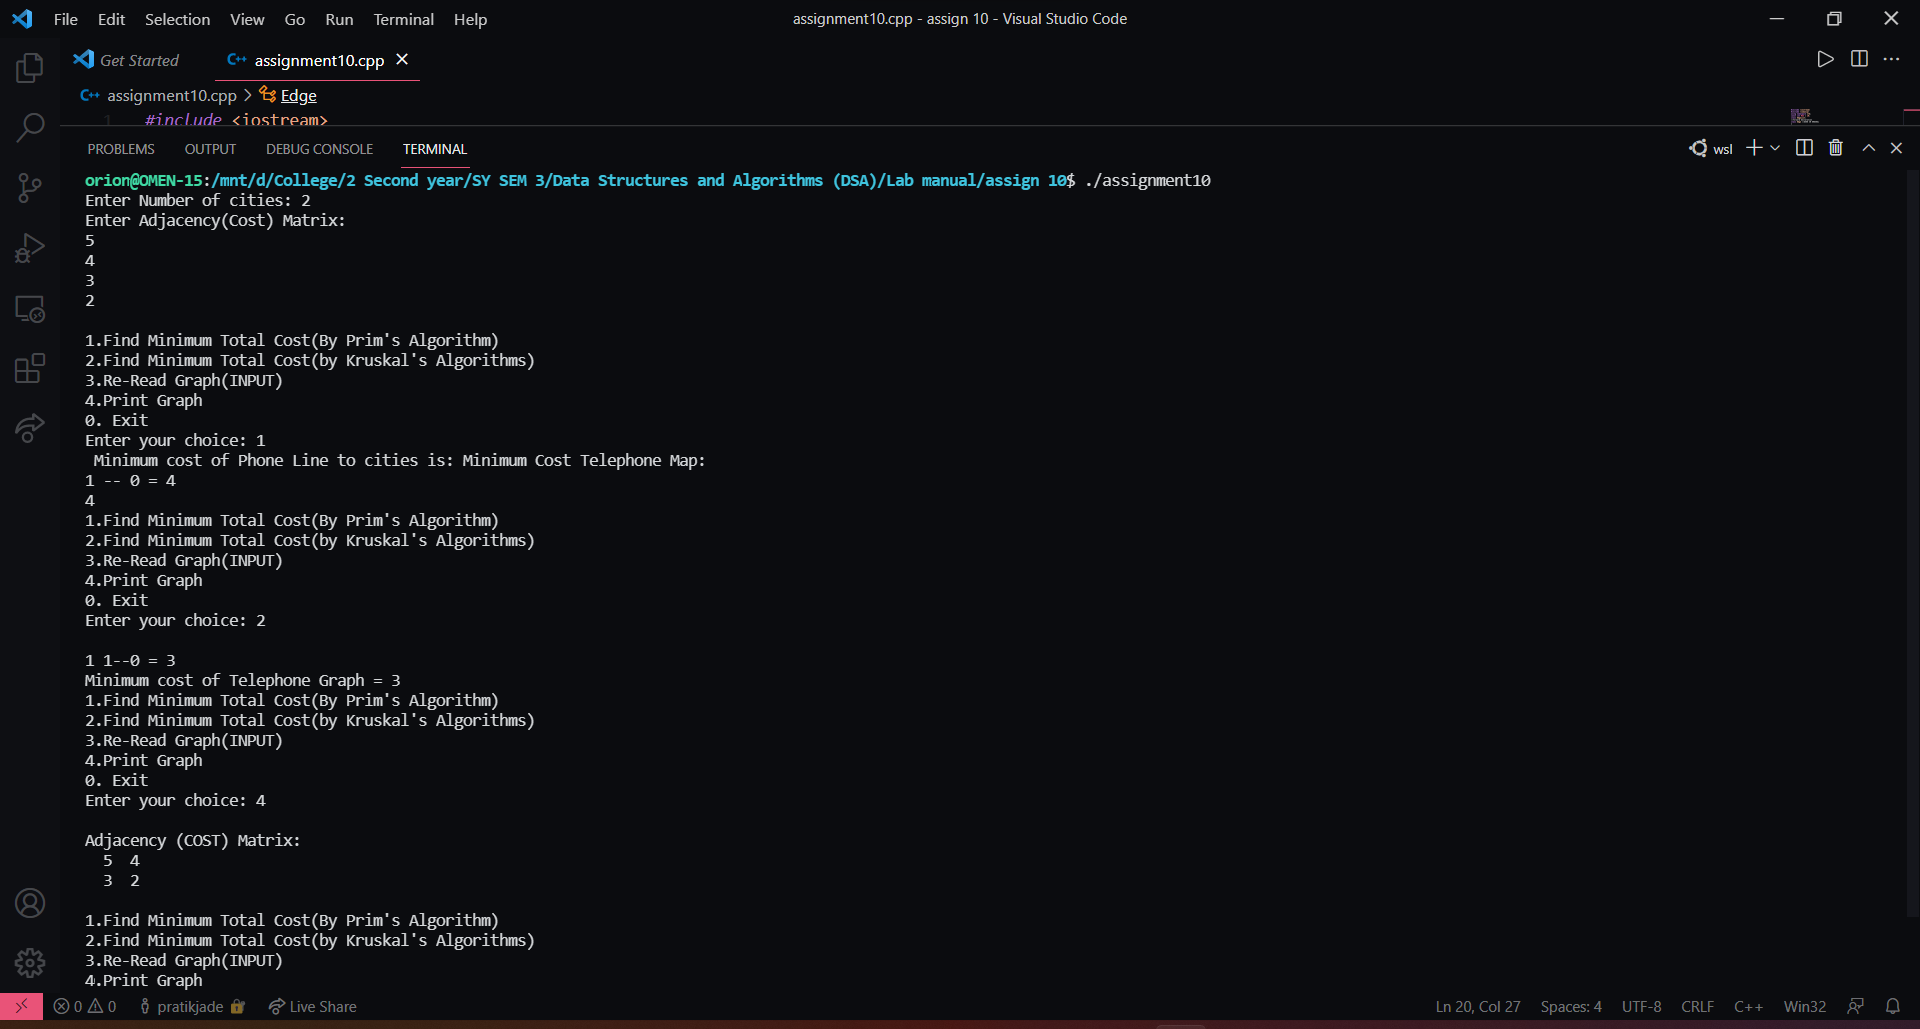 File Edit Selection View Go Run Terminal Help assignment10.cpp - assign 10 - Visual Studio Code
Get Started C++ assignment10.cpp
C++ assignment10.cpp > Edge
1 #include <iostream>
PROBLEMS OUTPUT DEBUG CONSOLE TERMINAL wsl
orion@OMEN-15:/mnt/d/College/2 Second year/SY SEM 3/Data Structures and Algorithms (DSA)/Lab manual/assign 10$ ./assignment10
Enter Number of cities: 2
Enter Adjacency(Cost) Matrix:
5
4
3
2
1.Find Minimum Total Cost(By Prim's Algorithm)
2.Find Minimum Total Cost(by Kruskal's Algorithms)
3.Re-Read Graph(INPUT)
4.Print Graph
0. Exit
Enter your choice: 1
Minimum cost of Phone Line to cities is: Minimum Cost Telephone Map:
1 -- 0 = 4
4
1.Find Minimum Total Cost(By Prim's Algorithm)
2.Find Minimum Total Cost(by Kruskal's Algorithms)
3.Re-Read Graph(INPUT)
4.Print Graph
0. Exit
Enter your choice: 2
1 1--0 = 3
Minimum cost of Telephone Graph = 3
1.Find Minimum Total Cost(By Prim's Algorithm)
2.Find Minimum Total Cost(by Kruskal's Algorithms)
3.Re-Read Graph(INPUT)
4.Print Graph
0. Exit
Enter your choice: 4
Adjacency (COST) Matrix:
5 4
3 2
1.Find Minimum Total Cost(By Prim's Algorithm)
2.Find Minimum Total Cost(by Kruskal's Algorithms)
3.Re-Read Graph(INPUT)
4.Print Graph
0 0 pratikjade Live Share Ln 20, Col 27 Spaces: 4 UTF-8 CRLF C++ Win32